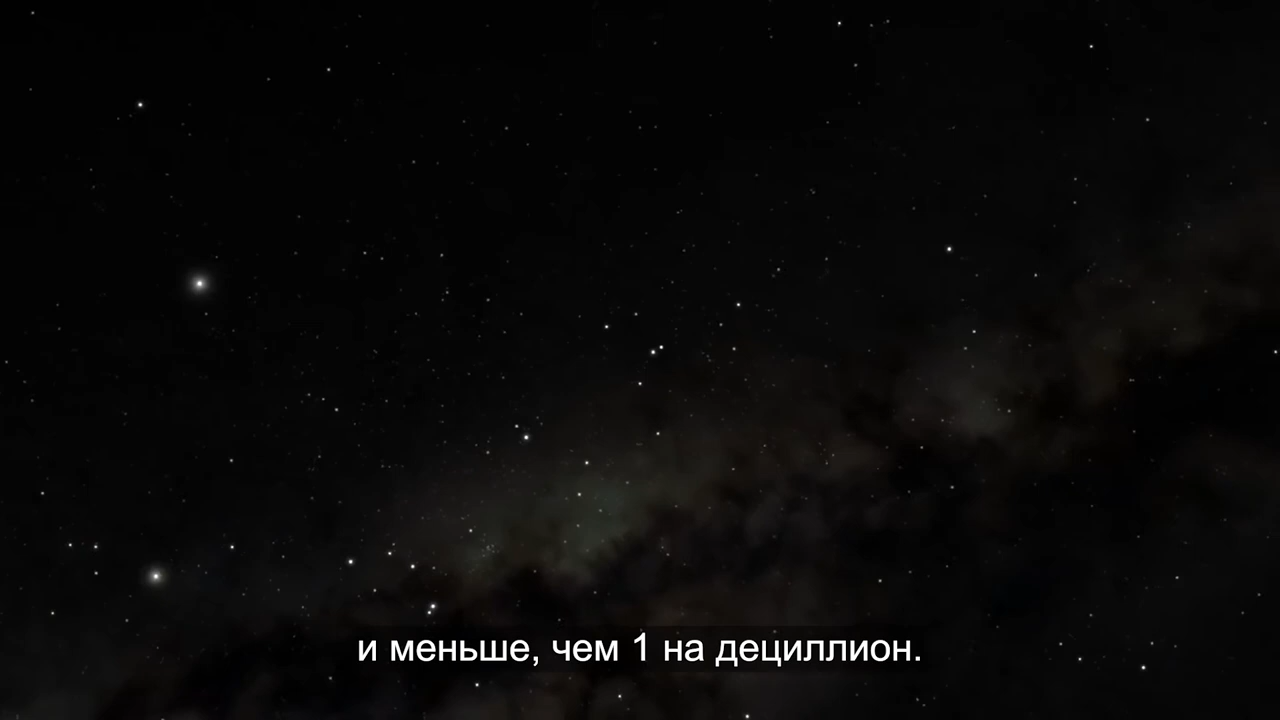 и меньше, чем 1 на дециллион.